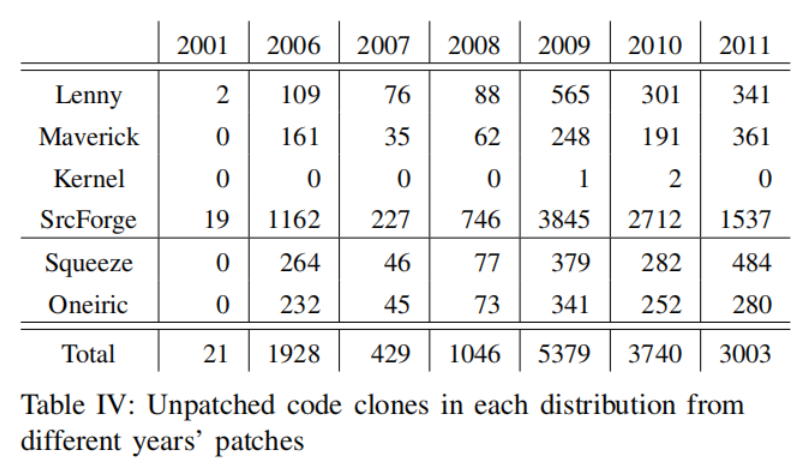 2001 2006 2007 2008 2009 2010 2011
Lenny 2 109 76 88 565 301 341
Maverick 0 161 35 62 248 191 361
Kernel 0 0 0 0 1 2 0
SrcForge 19 1162 227 746 3845 2712 1537
Squeeze 0 264 46 77 379 282 484
Oneiric 0 232 45 73 341 252 280
Total 21 1928 429 1046 5379 3740 3003
Table IV: Unpatched code clones in each distribution from
different years' patches